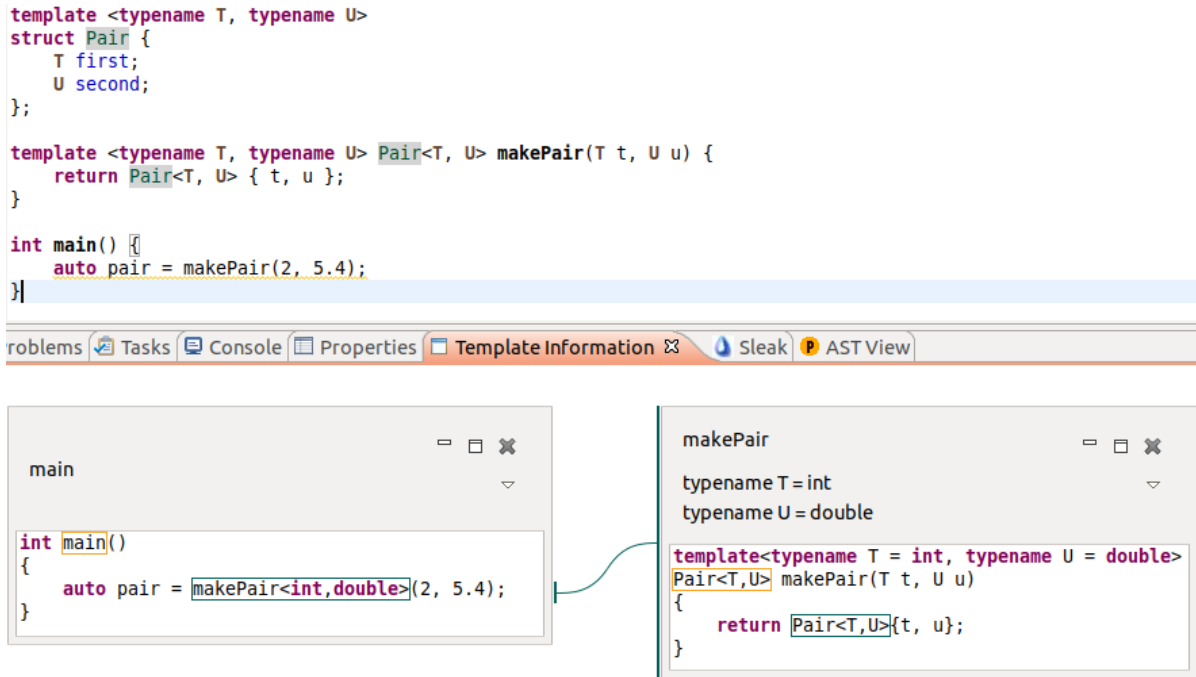 template <typename T, typename U>
struct Pair {
    T first;
    U second;
};
template <typename T, typename U> Pair<T, U> makePair(T t, U u) {
    return Pair<T, U> { t, u };
}
int main() {
    auto pair = makePair(2, 5.4);
}
roblems Tasks Console Properties Template Information Sleak P AST View
main
int main()
{
    auto pair = makePair<int,double>(2, 5.4);
}
makePair
typename T = int
typename U = double
template<typename T = int, typename U = double>
Pair<T,U> makePair(T t, U u)
{
    return Pair<T,U>{t, u};
}